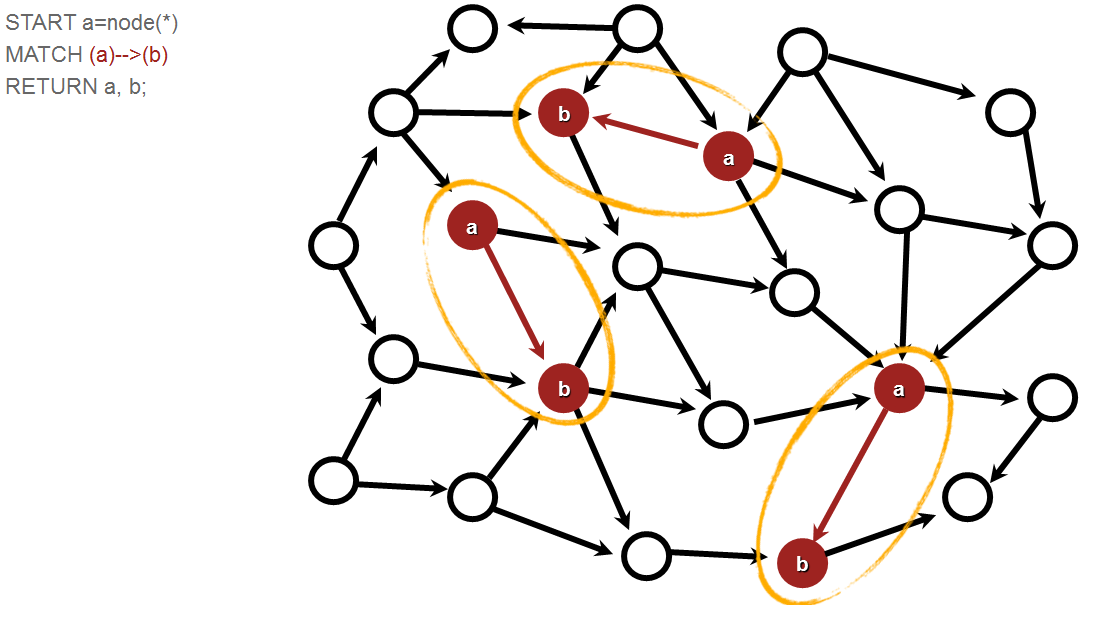 START a=node(*)
MATCH (a)-->(b)
RETURN a, b;
b
a
a
b
a
b